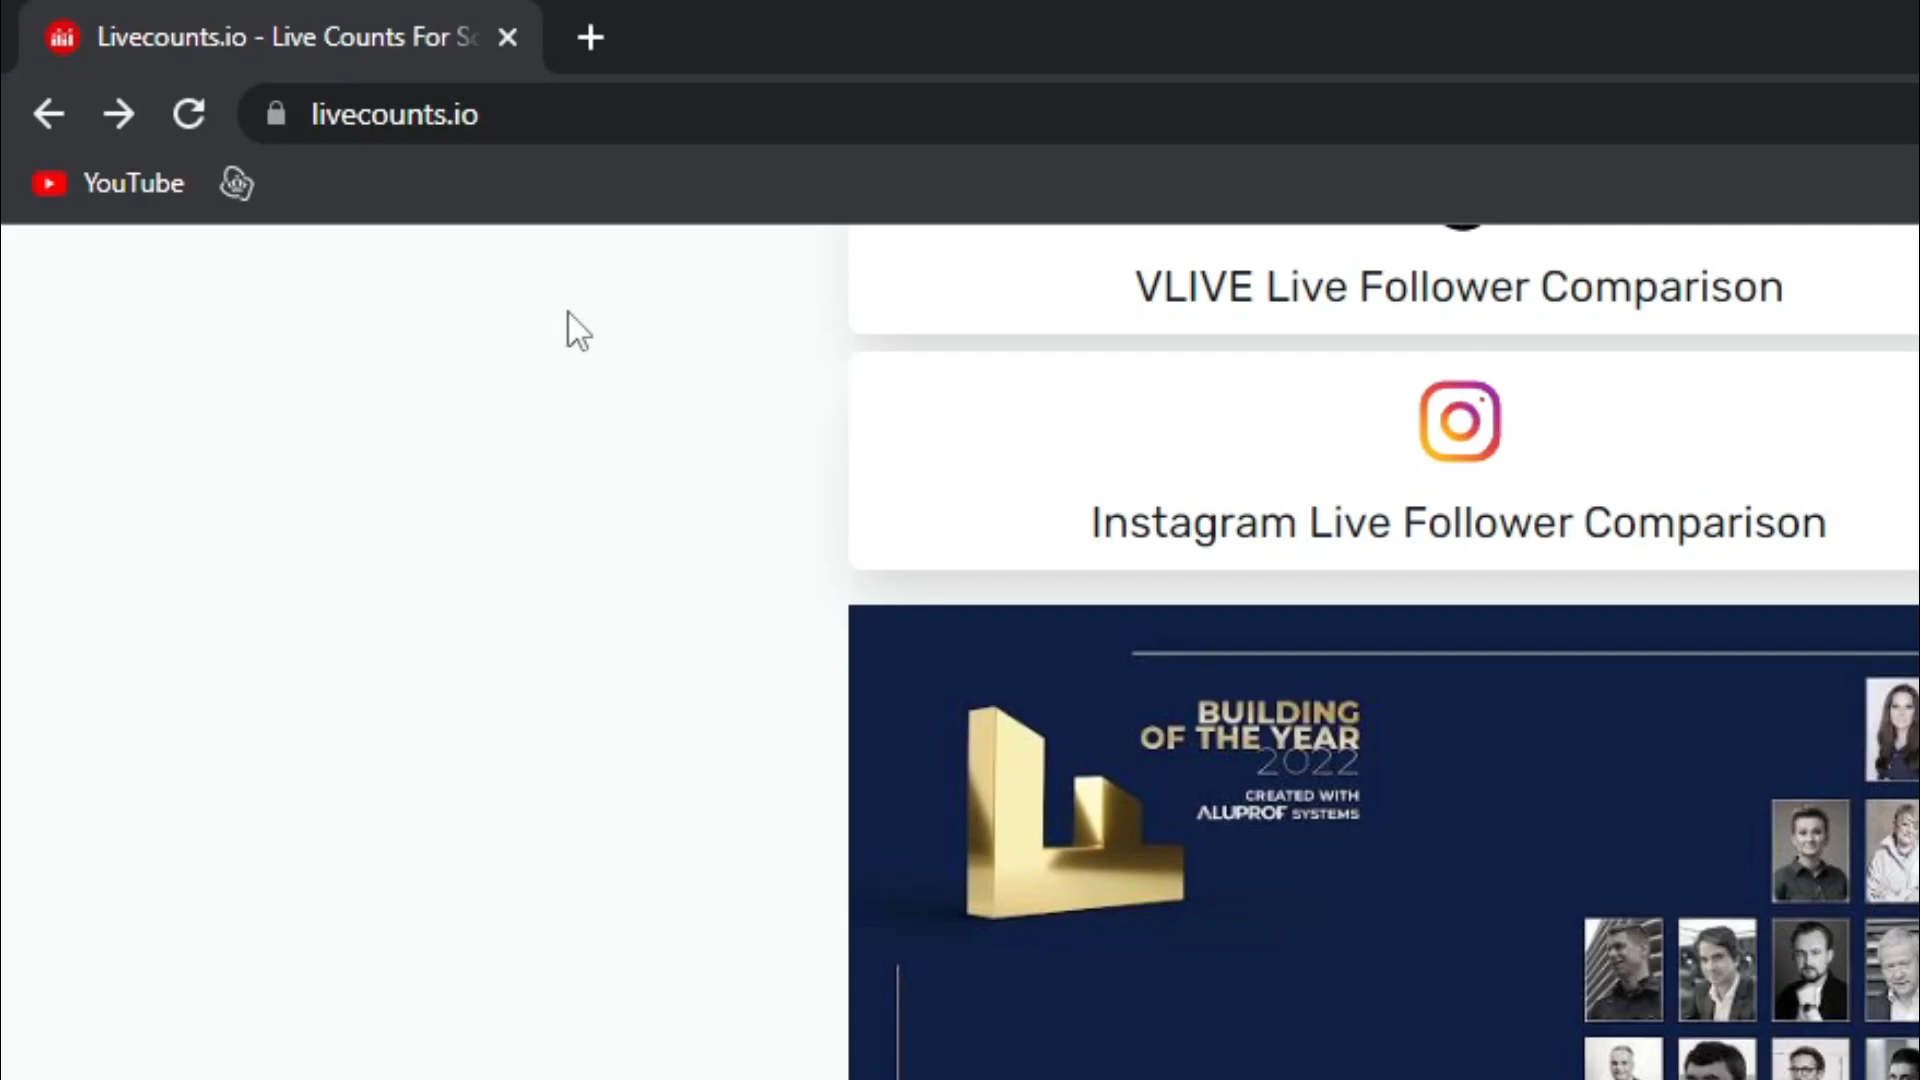 Livecounts.io - Live Counts For Sc
livecounts.io
YouTube
VLIVE Live Follower Comparison
Instagram Live Follower Comparison
BUILDING
OF THE YEAR
2022
CREATED WITH
ALUPROF SYSTEMS